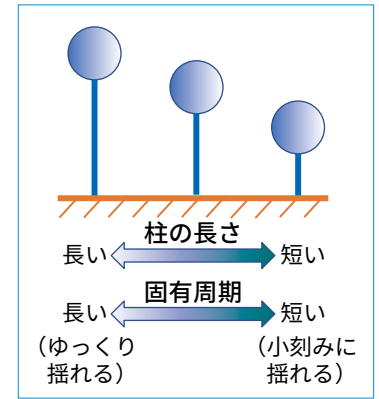 柱の長さ
長い 短い
固有周期
長い 短い
（ゆっくり （小刻みに
揺れる） 揺れる）